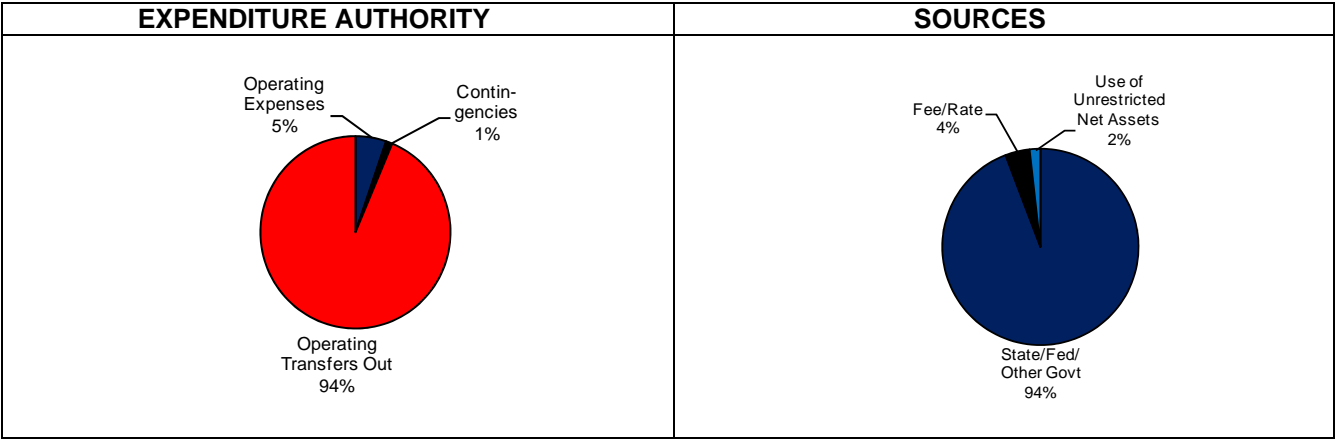 EXPENDITURE AUTHORITY
Operating
Expenses
5%
Contin-
gencies
1%
Operating
Transfers Out
94%
SOURCES
Fee/Rate
4%
Use of
Unrestricted
Net Assets
2%
State/Fed/
Other Govt
94%